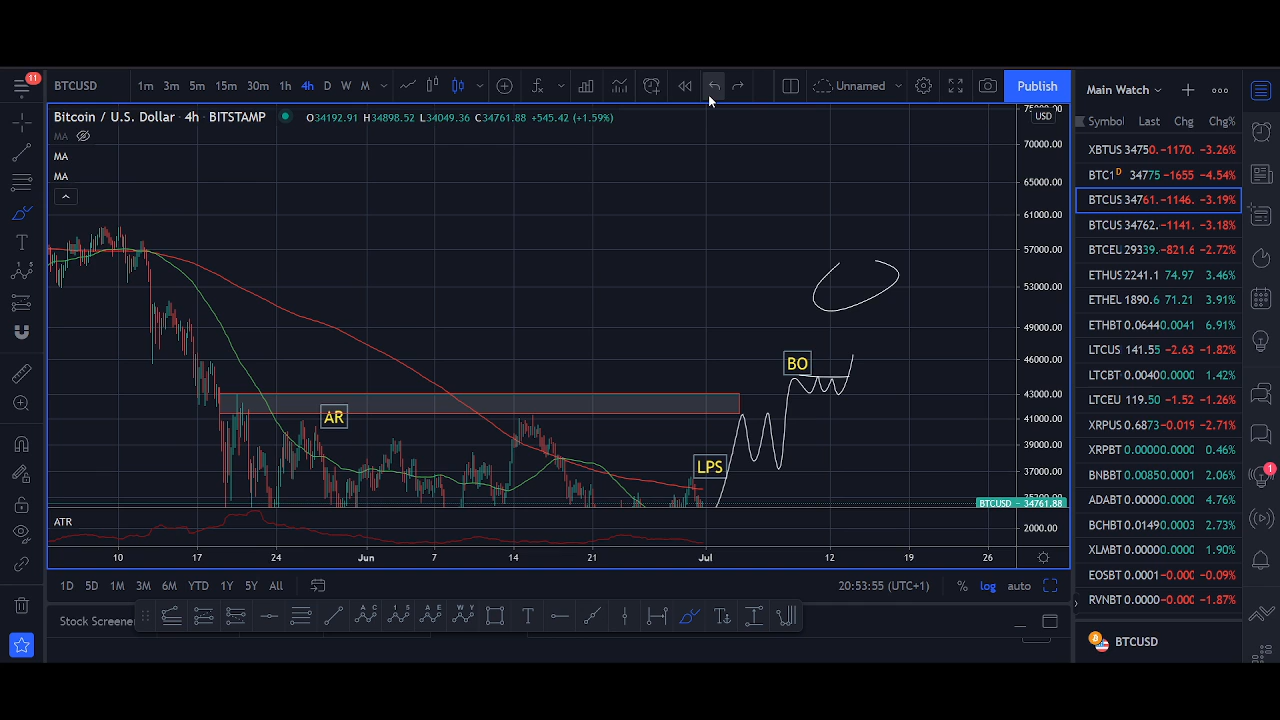 11
BTCUSD 1m 3m 5m 15m 30m 1h 4h D W M Unnamed Publish
Main Watch
Bitcoin / U.S. Dollar · 4h · BITSTAMP O34192.91 H34898.52 L34049.36 C34761.88 +545.42 (+1.59%)
USD
MA
MA
MA
75000.00
70000.00
65000.00
61000.00
57000.00
53000.00
49000.00
46000.00
43000.00
41000.00
39000.00
37000.00
BTCUSD 34761.88
2000.00
BO
AR
LPS
ATR
10 17 24 Jun 7 14 21 Jul 12 19 26
1D 5D 1M 3M 6M YTD 1Y 5Y All 20:53:55 (UTC+1) % log auto
Stock Screener
Symbol Last Chg Chg%
XBTUS 34750. −1170. −3.26%
BTC1 D 34775 −1655 −4.54%
BTCUS 34761. −1146. −3.19%
BTCUS 34762. −1141. −3.18%
BTCEU 29339. −821.6 −2.72%
ETHUS 2241.1 74.97 3.46%
ETHEL 1890.6 71.21 3.91%
ETHBT 0.0644 0.0041 6.91%
LTCUS 141.55 −2.63 −1.82%
LTCBT 0.0040 0.0000 1.42%
LTCEU 119.50 −1.52 −1.26%
XRPUS 0.6873 −0.019 −2.71%
XRPBT 0.0000 0.0000 0.46%
BNBBT 0.0085 0.0001 2.06%
ADABT 0.0000 0.0000 4.76%
BCHBT 0.0149 0.0003 2.73%
XLMBT 0.0000 0.0000 1.90%
EOSBT 0.0001 −0.000 −0.09%
RVNBT 0.0000 −0.000 −1.87%
BTCUSD
1